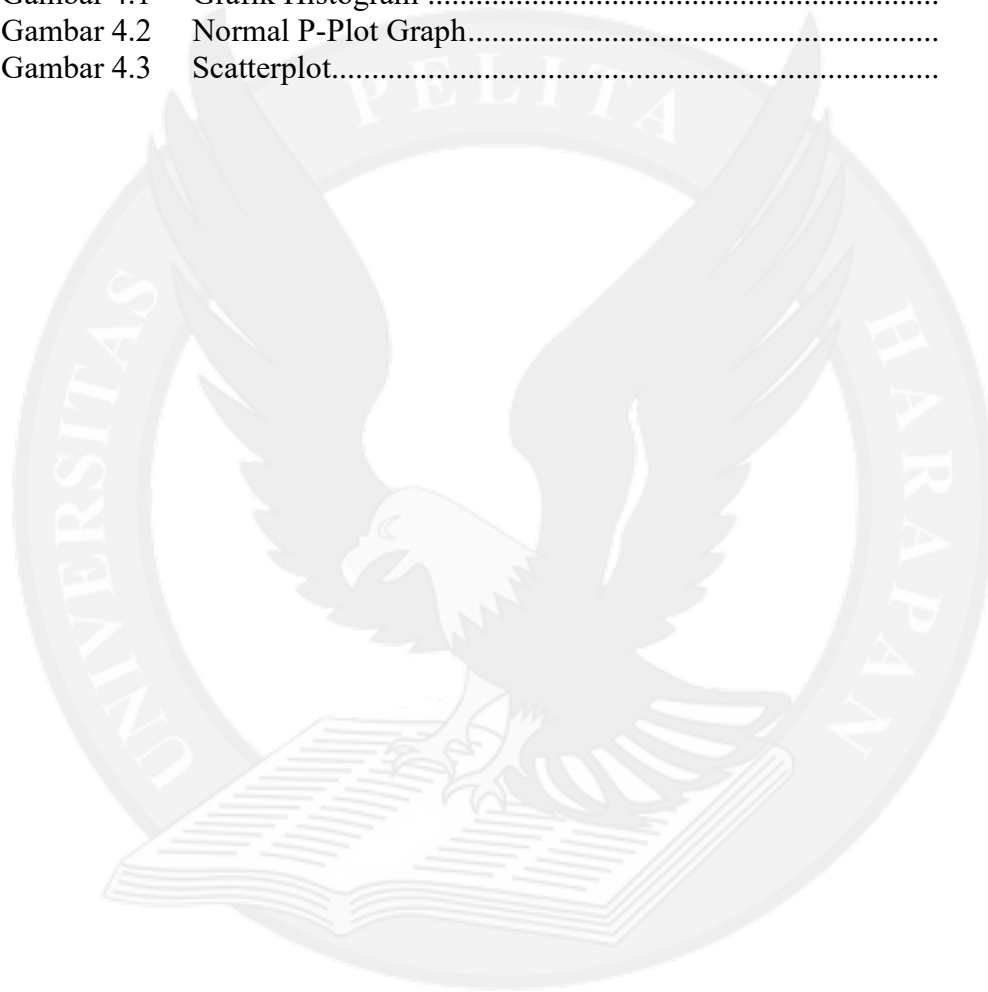 Gambar 4.1 Grafik Histogram ..........................................................................
Gambar 4.2 Normal P-Plot Graph.....................................................................
Gambar 4.3 Scatterplot.......................................................................................
UNIVERSITAS PELITA HARAPAN